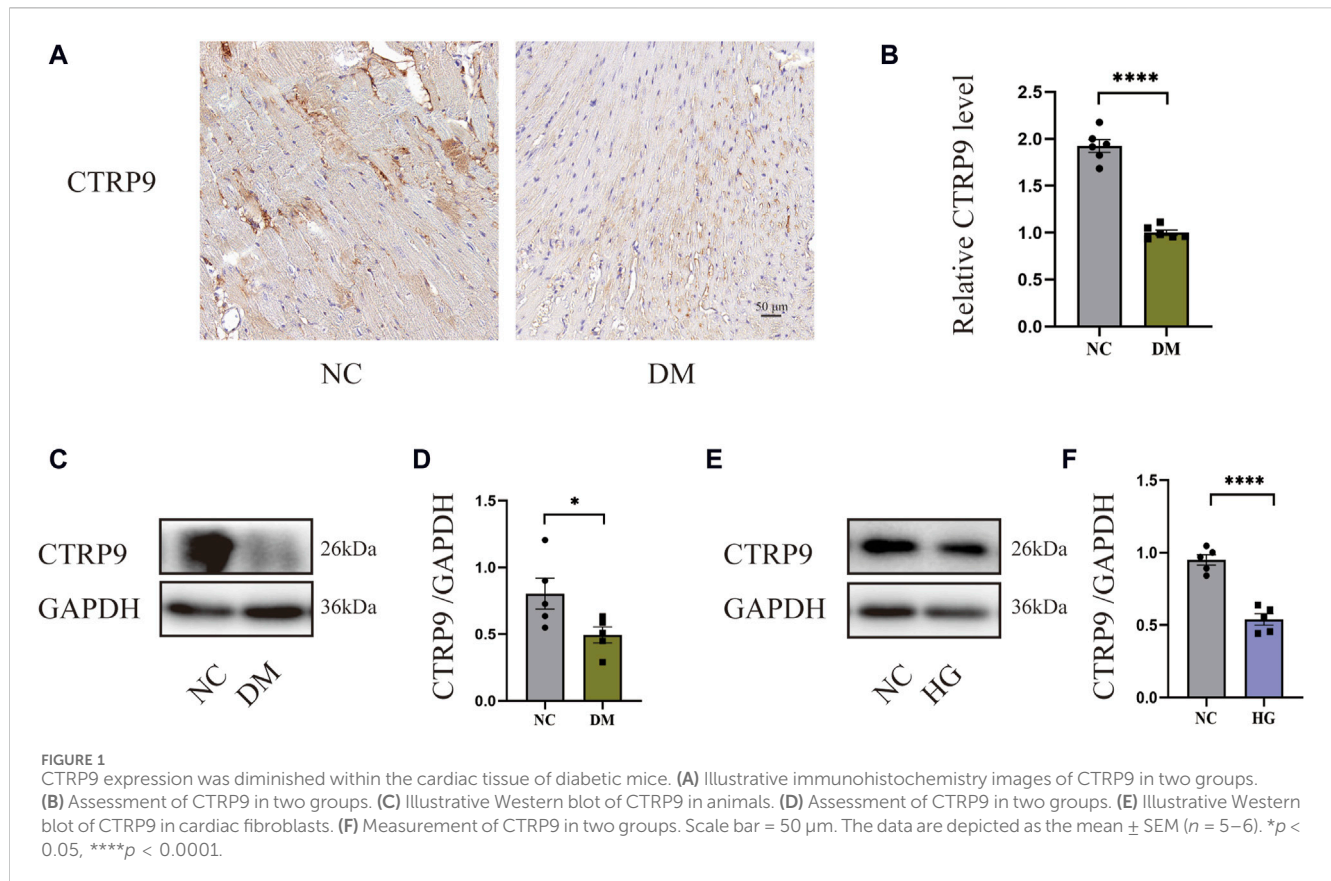 A
CTRP9
50 µm
NC
DM
B
Relative CTRP9 level
****
2.5
2.0
1.5
1.0
0.5
0.0
NC
DM
C
CTRP9
26kDa
GAPDH
36kDa
NC
DM
D
CTRP9 /GAPDH
*
1.5
1.0
0.5
0.0
NC
DM
E
CTRP9
26kDa
GAPDH
36kDa
NC
HG
F
CTRP9 /GAPDH
****
1.5
1.0
0.5
0.0
NC
HG
FIGURE 1
CTRP9 expression was diminished within the cardiac tissue of diabetic mice. (A) Illustrative immunohistochemistry images of CTRP9 in two groups.
(B) Assessment of CTRP9 in two groups. (C) Illustrative Western blot of CTRP9 in animals. (D) Assessment of CTRP9 in two groups. (E) Illustrative Western
blot of CTRP9 in cardiac fibroblasts. (F) Measurement of CTRP9 in two groups. Scale bar = 50 µm. The data are depicted as the mean ± SEM (n = 5–6). *p <
0.05, ****p < 0.0001.